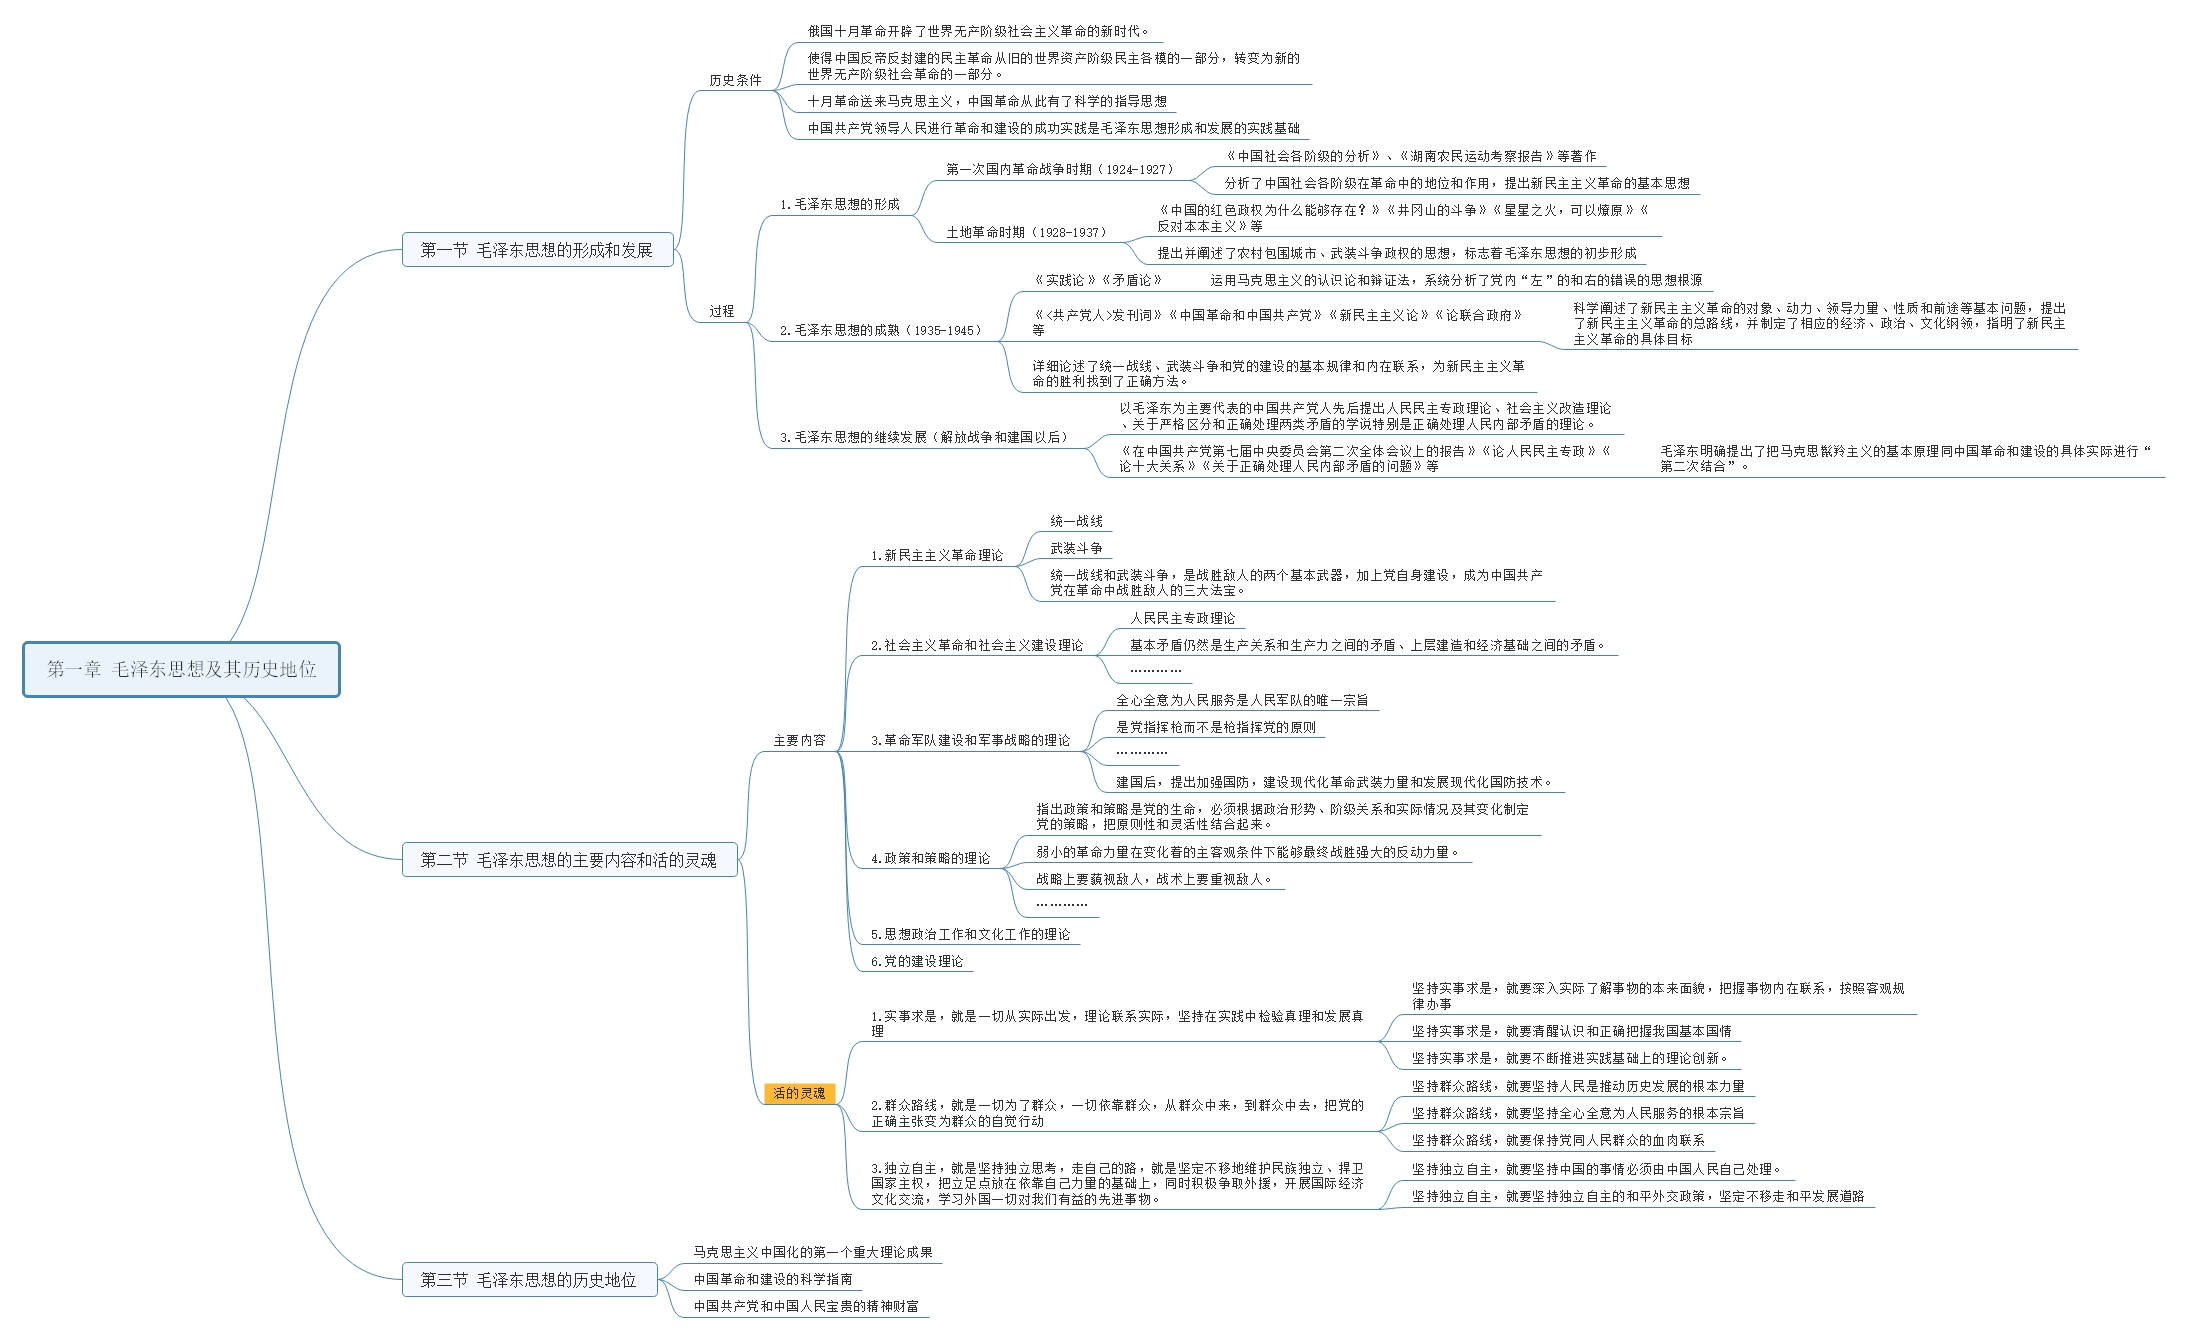 第一章 毛泽东思想及其历史地位
第一节 毛泽东思想的形成和发展
历史条件
俄国十月革命开辟了世界无产阶级社会主义革命的新时代。
使得中国反帝反封建的民主革命从旧的世界资产阶级民主各模的一部分，转变为新的
世界无产阶级社会革命的一部分。
十月革命送来马克思主义，中国革命从此有了科学的指导思想
中国共产党领导人民进行革命和建设的成功实践是毛泽东思想形成和发展的实践基础
过程
1.毛泽东思想的形成
第一次国内革命战争时期（1924-1927）
《中国社会各阶级的分析》、《湖南农民运动考察报告》等著作
分析了中国社会各阶级在革命中的地位和作用，提出新民主主义革命的基本思想
土地革命时期（1928-1937）
《中国的红色政权为什么能够存在？》《井冈山的斗争》《星星之火，可以燎原》《
反对本本主义》等
提出并阐述了农村包围城市、武装斗争政权的思想，标志着毛泽东思想的初步形成
2.毛泽东思想的成熟（1935-1945）
《实践论》《矛盾论》
运用马克思主义的认识论和辩证法，系统分析了党内“左”的和右的错误的思想根源
《<共产党人>发刊词》《中国革命和中国共产党》《新民主主义论》《论联合政府》
等
科学阐述了新民主主义革命的对象、动力、领导力量、性质和前途等基本问题，提出
了新民主主义革命的总路线，并制定了相应的经济、政治、文化纲领，指明了新民主
主义革命的具体目标
详细论述了统一战线、武装斗争和党的建设的基本规律和内在联系，为新民主主义革
命的胜利找到了正确方法。
3.毛泽东思想的继续发展（解放战争和建国以后）
以毛泽东为主要代表的中国共产党人先后提出人民民主专政理论、社会主义改造理论
、关于严格区分和正确处理两类矛盾的学说特别是正确处理人民内部矛盾的理论。
《在中国共产党第七届中央委员会第二次全体会议上的报告》《论人民民主专政》《
论十大关系》《关于正确处理人民内部矛盾的问题》等
毛泽东明确提出了把马克思主义的基本原理同中国革命和建设的具体实际进行“
第二次结合”。
第二节 毛泽东思想的主要内容和活的灵魂
主要内容
1.新民主主义革命理论
统一战线
武装斗争
统一战线和武装斗争，是战胜敌人的两个基本武器，加上党自身建设，成为中国共产
党在革命中战胜敌人的三大法宝。
2.社会主义革命和社会主义建设理论
人民民主专政理论
基本矛盾仍然是生产关系和生产力之间的矛盾、上层建造和经济基础之间的矛盾。
…………
3.革命军队建设和军事战略的理论
全心全意为人民服务是人民军队的唯一宗旨
是党指挥枪而不是枪指挥党的原则
…………
建国后，提出加强国防，建设现代化革命武装力量和发展现代化国防技术。
4.政策和策略的理论
指出政策和策略是党的生命，必须根据政治形势、阶级关系和实际情况及其变化制定
党的策略，把原则性和灵活性结合起来。
弱小的革命力量在变化着的主客观条件下能够最终战胜强大的反动力量。
战略上要藐视敌人，战术上要重视敌人。
…………
5.思想政治工作和文化工作的理论
6.党的建设理论
活的灵魂
1.实事求是，就是一切从实际出发，理论联系实际，坚持在实践中检验真理和发展真
理
坚持实事求是，就要深入实际了解事物的本来面貌，把握事物内在联系，按照客观规
律办事
坚持实事求是，就要清醒认识和正确把握我国基本国情
坚持实事求是，就要不断推进实践基础上的理论创新。
2.群众路线，就是一切为了群众，一切依靠群众，从群众中来，到群众中去，把党的
正确主张变为群众的自觉行动
坚持群众路线，就要坚持人民是推动历史发展的根本力量
坚持群众路线，就要坚持全心全意为人民服务的根本宗旨
坚持群众路线，就要保持党同人民群众的血肉联系
3.独立自主，就是坚持独立思考，走自己的路，就是坚定不移地维护民族独立、捍卫
国家主权，把立足点放在依靠自己力量的基础上，同时积极争取外援，开展国际经济
文化交流，学习外国一切对我们有益的先进事物。
坚持独立自主，就要坚持中国的事情必须由中国人民自己处理。
坚持独立自主，就要坚持独立自主的和平外交政策，坚定不移走和平发展道路
第三节 毛泽东思想的历史地位
马克思主义中国化的第一个重大理论成果
中国革命和建设的科学指南
中国共产党和中国人民宝贵的精神财富